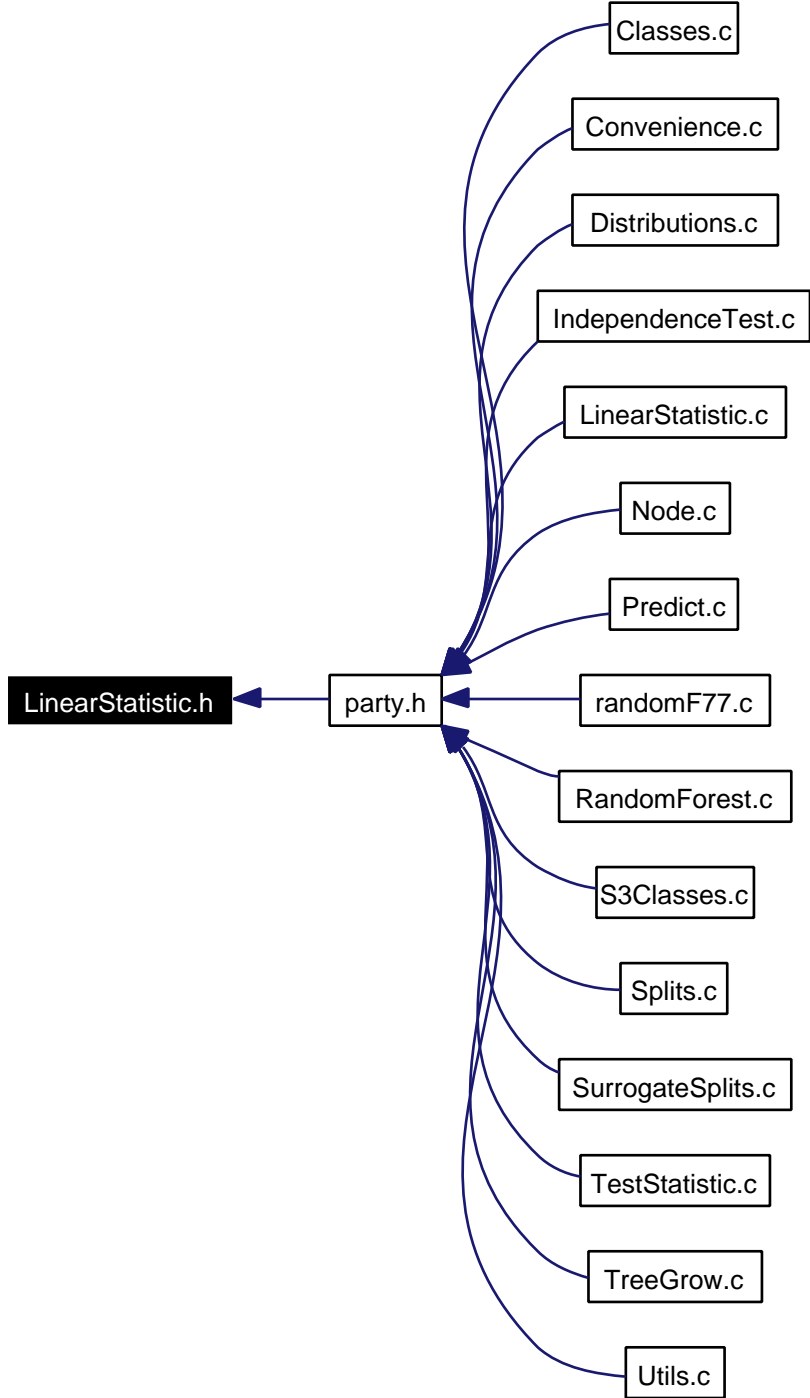 Classes.c
Convenience.c
Distributions.c
IndependenceTest.c
LinearStatistic.c
Node.c
Predict.c
LinearStatistic.h
party.h
randomF77.c
RandomForest.c
S3Classes.c
Splits.c
SurrogateSplits.c
TestStatistic.c
TreeGrow.c
Utils.c